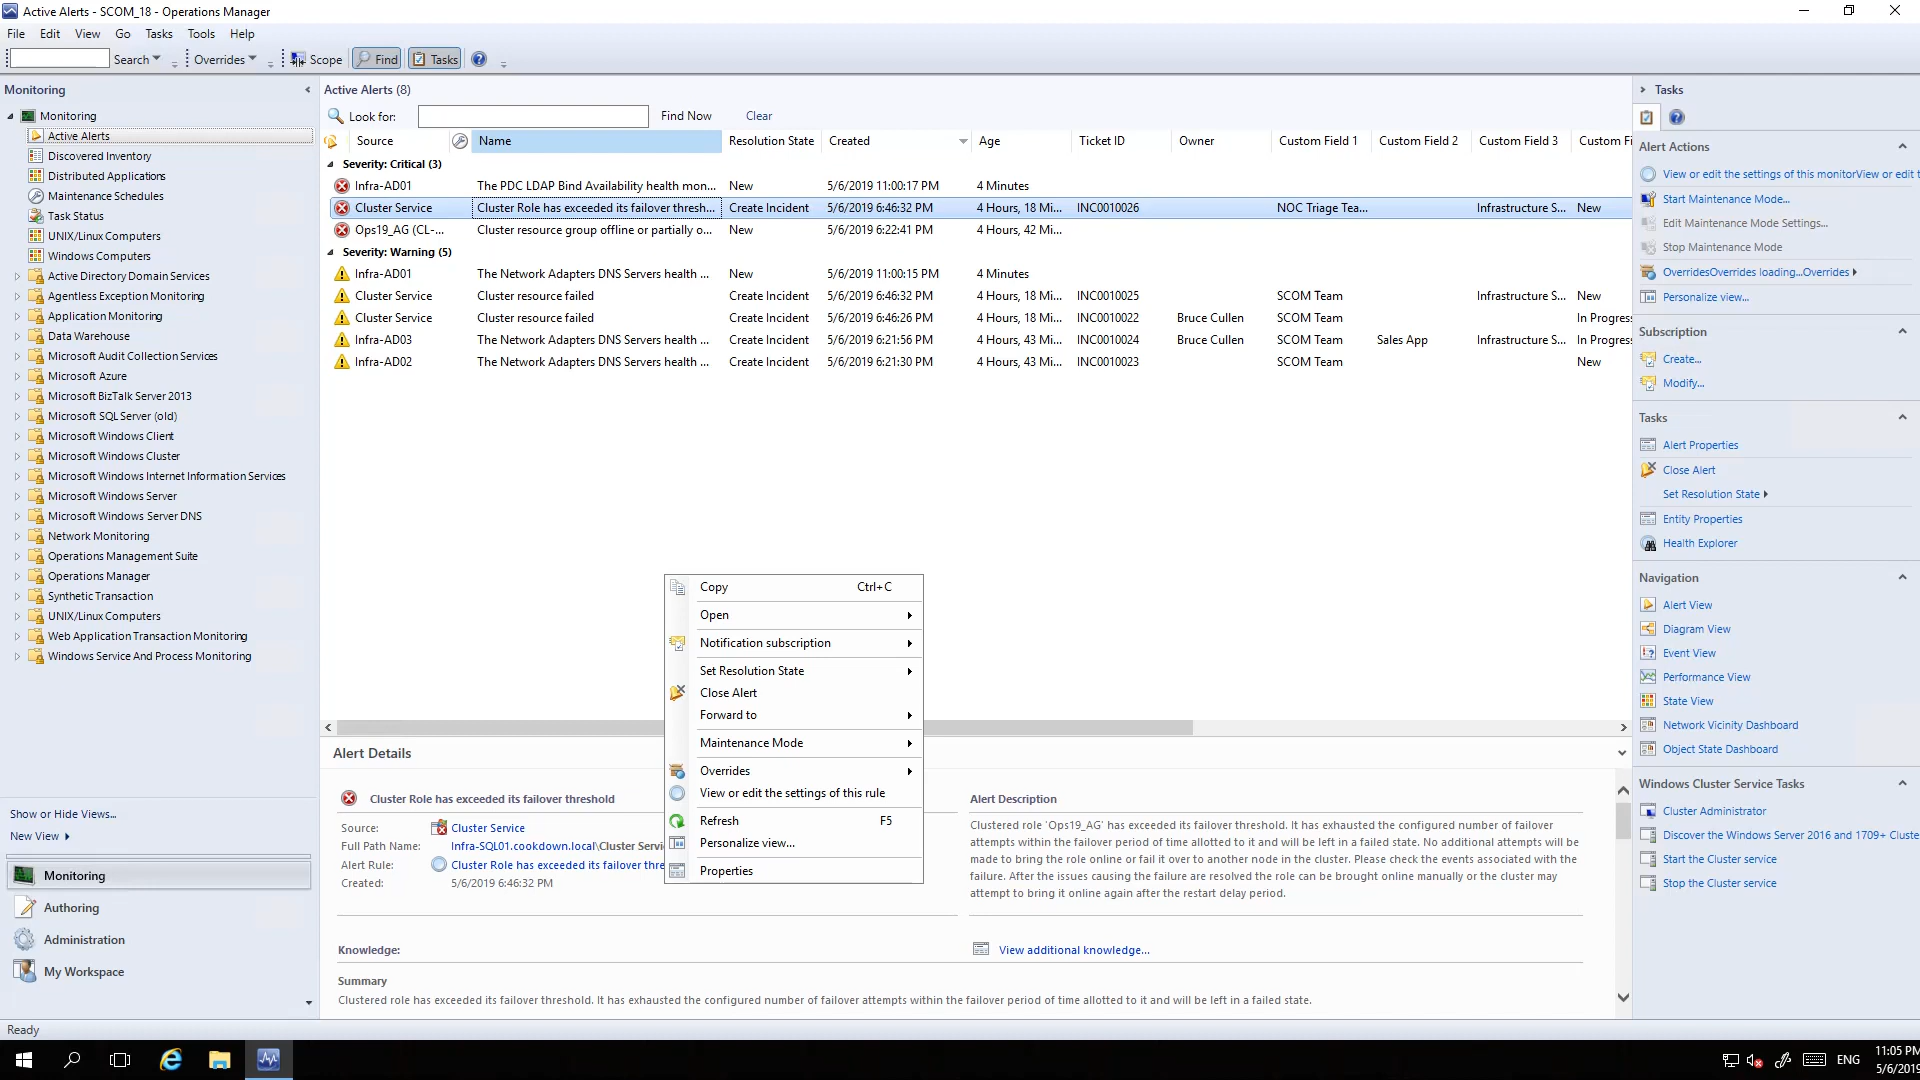 Active Alerts - SCOM_18 - Operations Manager
File Edit View Go Tasks Tools Help
Search Overrides Scope Find Tasks
Monitoring
Monitoring
Active Alerts
Discovered Inventory
Distributed Applications
Maintenance Schedules
Task Status
UNIX/Linux Computers
Windows Computers
Active Directory Domain Services
Agentless Exception Monitoring
Application Monitoring
Data Warehouse
Microsoft Audit Collection Services
Microsoft Azure
Microsoft BizTalk Server 2013
Microsoft SQL Server (old)
Microsoft Windows Client
Microsoft Windows Cluster
Microsoft Windows Internet Information Services
Microsoft Windows Server
Microsoft Windows Server DNS
Network Monitoring
Operations Management Suite
Operations Manager
Synthetic Transaction
UNIX/Linux Computers
Web Application Transaction Monitoring
Windows Service And Process Monitoring
Show or Hide Views...
New View
Monitoring
Authoring
Administration
My Workspace
Active Alerts (8)
Look for: Find Now Clear
Source Name Resolution State Created Age Ticket ID Owner Custom Field 1 Custom Field 2 Custom Field 3 Custom Fi
Severity: Critical (3)
Infra-AD01 The PDC LDAP Bind Availability health mon... New 5/6/2019 11:00:17 PM 4 Minutes
Cluster Service Cluster Role has exceeded its failover thresh... Create Incident 5/6/2019 6:46:32 PM 4 Hours, 18 Mi... INC0010026 NOC Triage Tea... Infrastructure S... New
Ops19_AG (CL-... Cluster resource group offline or partially o... New 5/6/2019 6:22:41 PM 4 Hours, 42 Mi...
Severity: Warning (5)
Infra-AD01 The Network Adapters DNS Servers health ... New 5/6/2019 11:00:15 PM 4 Minutes
Cluster Service Cluster resource failed Create Incident 5/6/2019 6:46:32 PM 4 Hours, 18 Mi... INC0010025 SCOM Team Infrastructure S... New
Cluster Service Cluster resource failed Create Incident 5/6/2019 6:46:26 PM 4 Hours, 18 Mi... INC0010022 Bruce Cullen SCOM Team In Progress
Infra-AD03 The Network Adapters DNS Servers health ... Create Incident 5/6/2019 6:21:56 PM 4 Hours, 43 Mi... INC0010024 Bruce Cullen SCOM Team Sales App Infrastructure S... In Progress
Infra-AD02 The Network Adapters DNS Servers health ... Create Incident 5/6/2019 6:21:30 PM 4 Hours, 43 Mi... INC0010023 SCOM Team New
Copy Ctrl+C
Open
Notification subscription
Set Resolution State
Close Alert
Forward to
Maintenance Mode
Overrides
View or edit the settings of this rule
Refresh F5
Personalize view...
Properties
Alert Details
Cluster Role has exceeded its failover threshold
Source: Cluster Service
Full Path Name: Infra-SQL01.cookdown.local\Cluster Servi
Alert Rule: Cluster Role has exceeded its failover thre
Created: 5/6/2019 6:46:32 PM
Alert Description
Clustered role 'Ops19_AG' has exceeded its failover threshold. It has exhausted the configured number of failover
attempts within the failover period of time allotted to it and will be left in a failed state. No additional attempts will be
made to bring the role online or fail it over to another node in the cluster. Please check the events associated with the
failure. After the issues causing the failure are resolved the role can be brought online manually or the cluster may
attempt to bring it online again after the restart delay period.
Knowledge: View additional knowledge...
Summary
Clustered role has exceeded its failover threshold. It has exhausted the configured number of failover attempts within the failover period of time allotted to it and will be left in a failed state.
Tasks
Alert Actions
View or edit the settings of this monitorView or edit t
Start Maintenance Mode...
Edit Maintenance Mode Settings...
Stop Maintenance Mode
OverridesOverrides loading...Overrides
Personalize view...
Subscription
Create...
Modify...
Tasks
Alert Properties
Close Alert
Set Resolution State
Entity Properties
Health Explorer
Navigation
Alert View
Diagram View
Event View
Performance View
State View
Network Vicinity Dashboard
Object State Dashboard
Windows Cluster Service Tasks
Cluster Administrator
Discover the Windows Server 2016 and 1709+ Cluste
Start the Cluster service
Stop the Cluster service
Ready
ENG
11:05 PM
5/6/2019